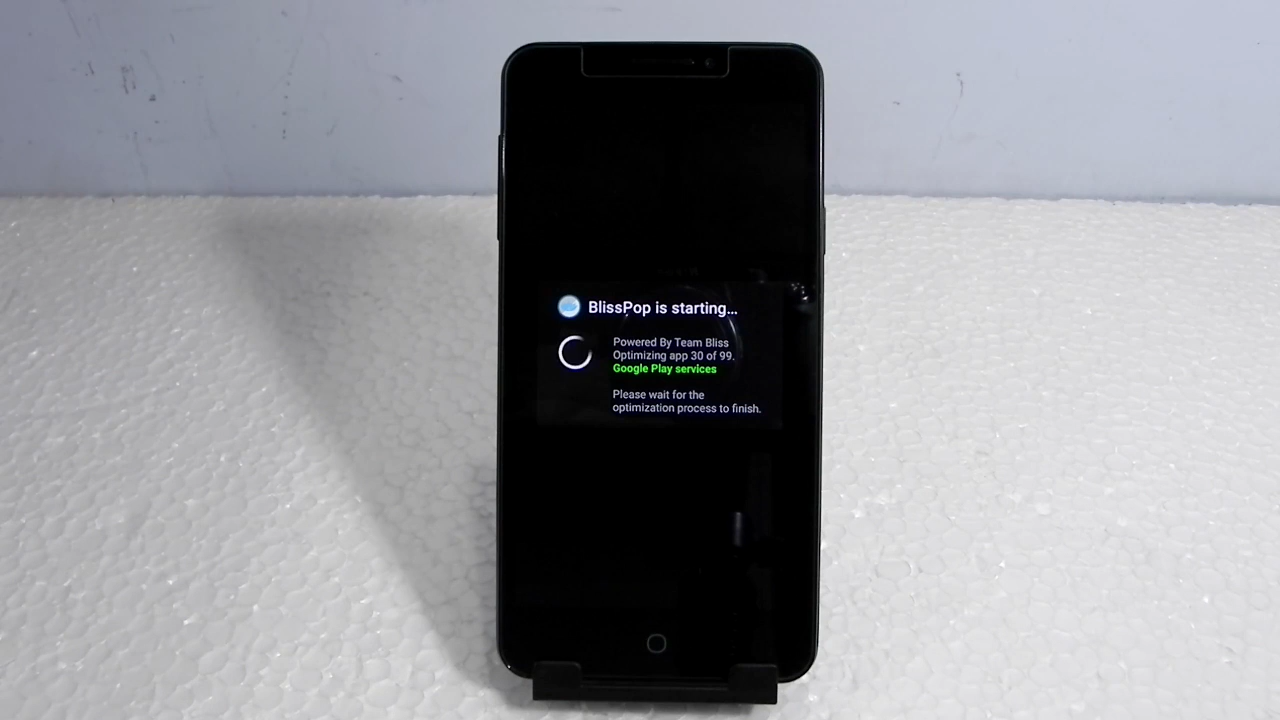 BlissPop is starting...
Powered By Team Bliss
Optimizing app 30 of 99.
Google Play services
Please wait for the
optimization process to finish.